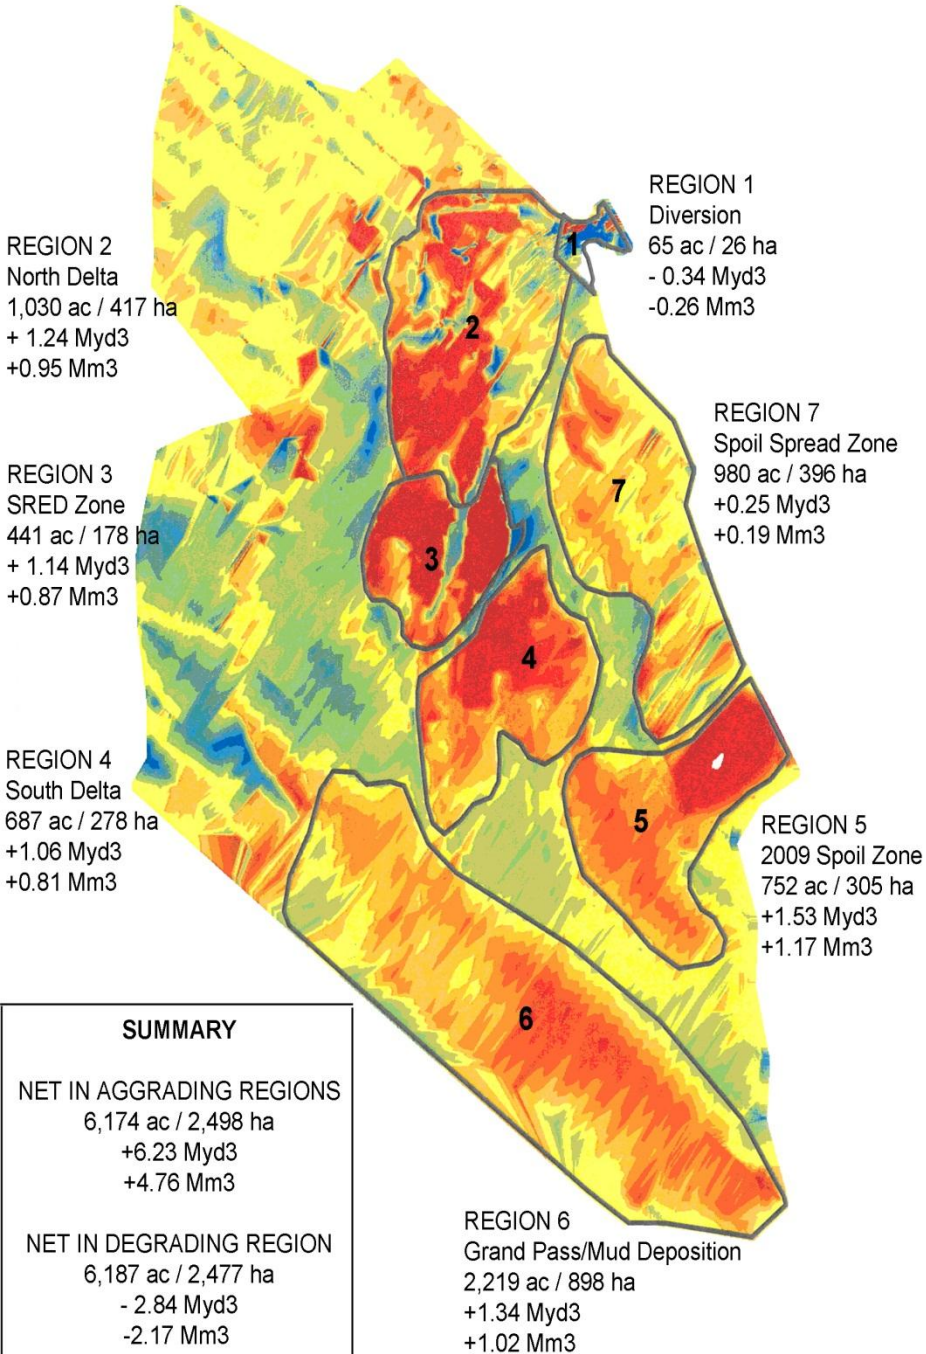 REGION 1
Diversion
65 ac / 26 ha
- 0.34 Myd3
-0.26 Mm3
1
REGION 2
North Delta
1,030 ac / 417 ha
+ 1.24 Myd3
+0.95 Mm3
2
REGION 7
Spoil Spread Zone
980 ac / 396 ha
+0.25 Myd3
+0.19 Mm3
7
REGION 3
SRED Zone
441 ac / 178 ha
+ 1.14 Myd3
+0.87 Mm3
3
4
REGION 4
South Delta
687 ac / 278 ha
+1.06 Myd3
+0.81 Mm3
5
REGION 5
2009 Spoil Zone
752 ac / 305 ha
+1.53 Myd3
+1.17 Mm3
6
SUMMARY
NET IN AGGRADING REGIONS
6,174 ac / 2,498 ha
+6.23 Myd3
+4.76 Mm3
NET IN DEGRADING REGION
6,187 ac / 2,477 ha
- 2.84 Myd3
-2.17 Mm3
REGION 6
Grand Pass/Mud Deposition
2,219 ac / 898 ha
+1.34 Myd3
+1.02 Mm3